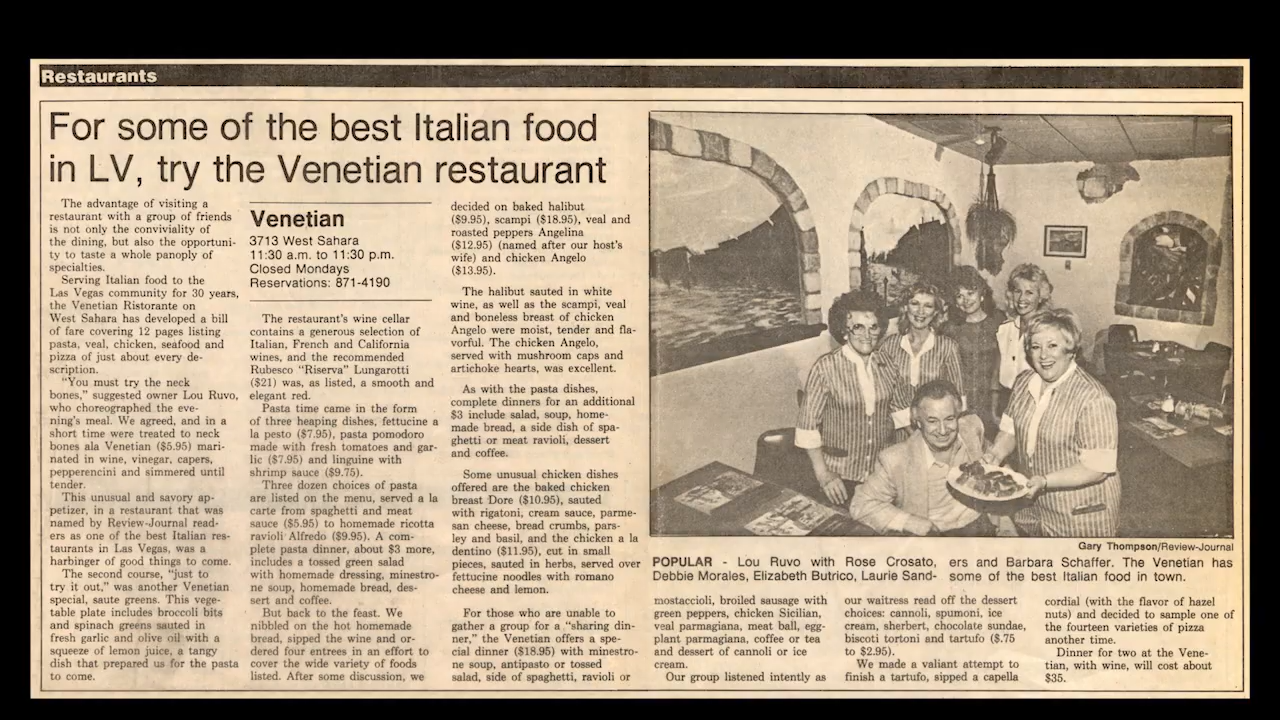 Restaurants
For some of the best Italian food
in LV, try the Venetian restaurant
The advantage of visiting a
restaurant with a group of friends
is not only the conviviality of
the dining, but also the opportuni-
ty to taste a whole panoply of
specialties.
Serving Italian food to the
Las Vegas community for 30 years,
the Venetian Ristorante on
West Sahara has developed a bill
of fare covering 12 pages listing
pasta, veal, chicken, seafood and
pizza of just about every de-
scription.
"You must try the neck
bones," suggested owner Lou Ruvo,
who choreographed the eve-
ning's meal. We agreed, and in a
short time were treated to neck
bones ala Venetian ($5.95) mari-
nated in wine, vinegar, capers,
pepperencini and simmered until
tender.
This unusual and savory ap-
petizer, in a restaurant that was
named by Review-Journal read-
ers as one of the best Italian res-
taurants in Las Vegas, was a
harbinger of good things to come.
The second course, "just to
try it out," was another Venetian
special, saute greens. This vege-
table plate includes broccoli bits
and spinach greens sauted in
fresh garlic and olive oil with a
squeeze of lemon juice, a tangy
dish that prepared us for the pasta
to come.
Venetian
3713 West Sahara
11:30 a.m. to 11:30 p.m.
Closed Mondays
Reservations: 871-4190
The restaurant's wine cellar
contains a generous selection of
Italian, French and California
wines, and the recommended
Rubesco "Riserva" Lungarotti
($21) was, as listed, a smooth and
elegant red.
Pasta time came in the form
of three heaping dishes, fettucine a
la pesto ($7.95), pasta pomodoro
made with fresh tomatoes and gar-
lic ($7.95) and linguine with
shrimp sauce ($9.75).
Three dozen choices of pasta
are listed on the menu, served a la
carte from spaghetti and meat
sauce ($5.95) to homemade ricotta
ravioli Alfredo ($9.95). A com-
plete pasta dinner, about $3 more,
includes a tossed green salad
with homemade dressing, minestro-
ne soup, homemade bread, des-
sert and coffee.
But back to the feast. We
nibbled on the hot homemade
bread, sipped the wine and or-
dered four entrees in an effort to
cover the wide variety of foods
listed. After some discussion, we
decided on baked halibut
($9.95), scampi ($18.95), veal and
roasted peppers Angelina
($12.95) (named after our host's
wife) and chicken Angelo
($13.95).
The halibut sauted in white
wine, as well as the scampi, veal
and boneless breast of chicken
Angelo were moist, tender and fla-
vorful. The chicken Angelo,
served with mushroom caps and
artichoke hearts, was excellent.
As with the pasta dishes,
complete dinners for an additional
$3 include salad, soup, home-
made bread, a side dish of spa-
ghetti or meat ravioli, dessert
and coffee.
Some unusual chicken dishes
offered are the baked chicken
breast Dore ($10.95), sauted
with rigatoni, cream sauce, parme-
san cheese, bread crumbs, pars-
ley and basil, and the chicken a la
dentino ($11.95), cut in small
pieces, sauted in herbs, served over
fettucine noodles with romano
cheese and lemon.
For those who are unable to
gather a group for a "sharing din-
ner," the Venetian offers a spe-
cial dinner ($18.95) with minestro-
ne soup, antipasto or tossed
salad, side of spaghetti, ravioli or
Gary Thompson/Review-Journal
POPULAR - Lou Ruvo with Rose Crosato,
Debbie Morales, Elizabeth Butrico, Laurie Sand-
ers and Barbara Schaffer. The Venetian has
some of the best Italian food in town.
mostaccioli, broiled sausage with
green peppers, chicken Sicilian,
veal parmigiana, meat ball, egg-
plant parmagiana, coffee or tea
and dessert of cannoli or ice
cream.
Our group listened intently as
our waitress read off the dessert
choices: cannoli, spumoni, ice
cream, sherbert, chocolate sundae,
biscoti tortoni and tartufo ($.75
to $2.95).
We made a valiant attempt to
finish a tartufo, sipped a capella
cordial (with the flavor of hazel
nuts) and decided to sample one of
the fourteen varieties of pizza
another time.
Dinner for two at the Vene-
tian, with wine, will cost about
$35.